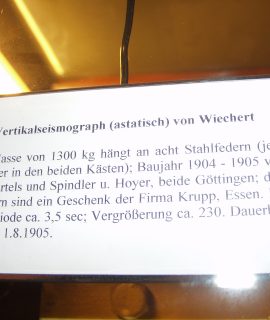 Vertikalseismograph (astatisch) von Wiechert
asse von 1300 kg hängt an acht Stahlfedern (je
er in den beiden Kästen); Baujahr 1904 - 1905 v
rtels und Spindler u. Hoyer, beide Göttingen; d
rn sind ein Geschenk der Firma Krupp, Essen.
iode ca. 3,5 sec; Vergrößerung ca. 230. Dauerb
1.8.1905.